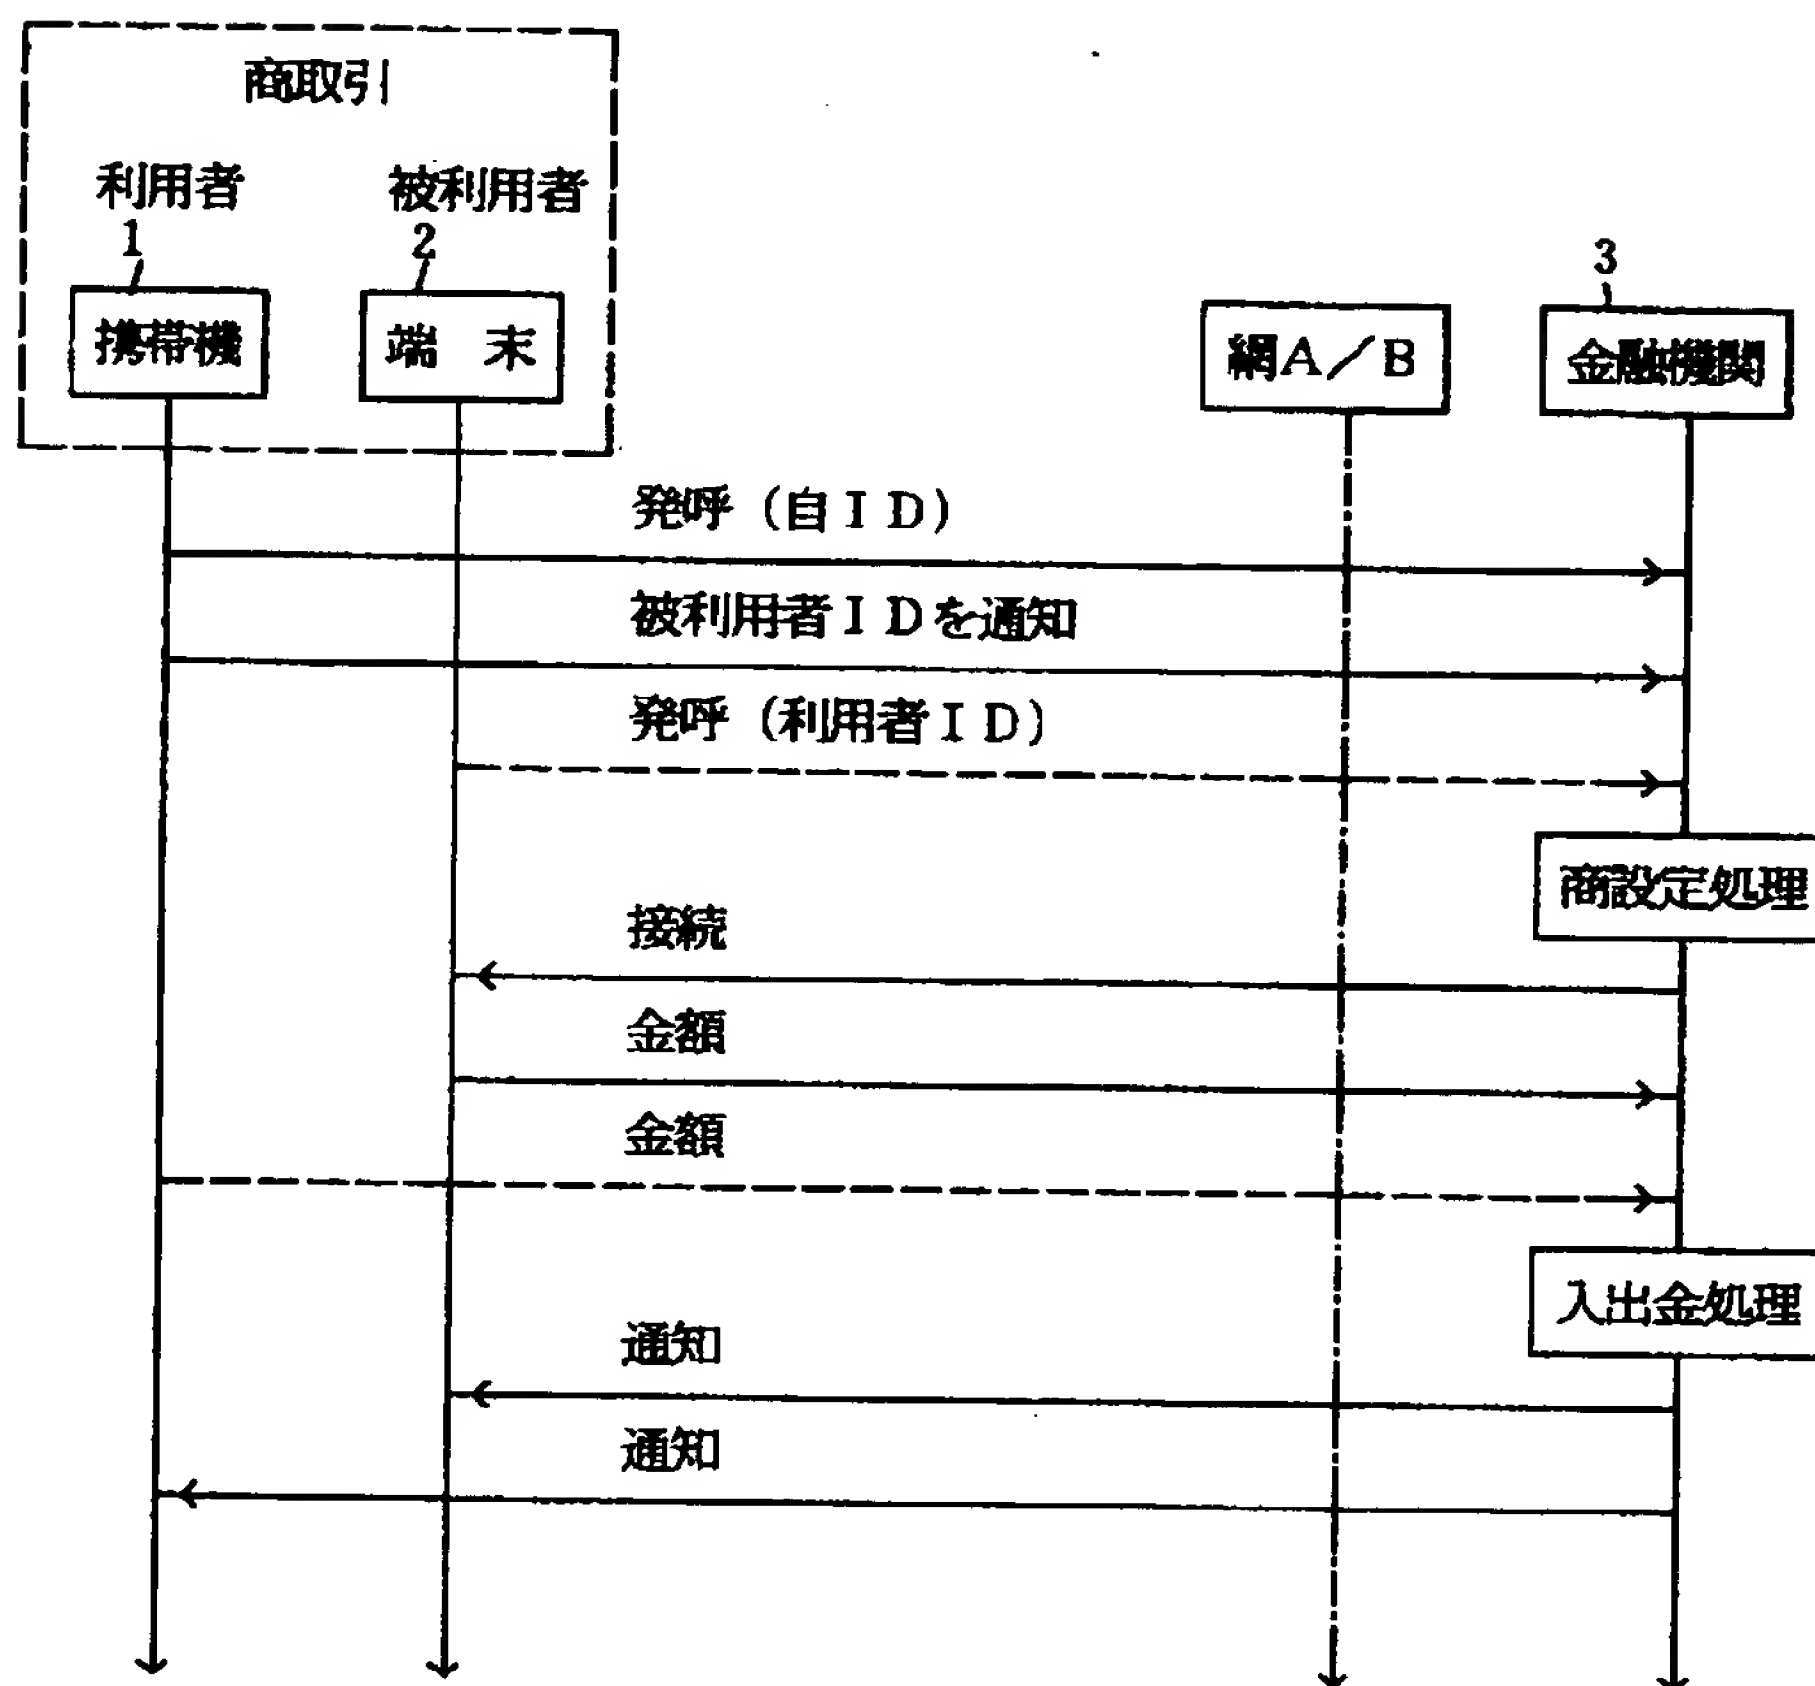 商取引
利用者
被利用者
1
2
3
携帯機
端 末
網A/B
金融機関
発呼(自ID)
被利用者IDを通知
発呼(利用者ID)
商設定処理
接続
金額
金額
入出金処理
通知
通知